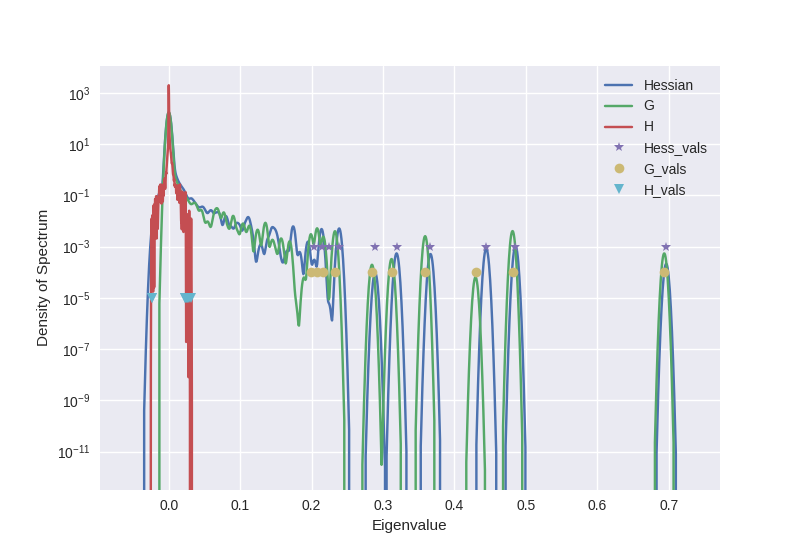 Hessian
G
H
Hess_vals
G_vals
H_vals
10^3
10^1
10^-1
10^-3
10^-5
10^-7
10^-9
10^-11
Density of Spectrum
0.0 0.1 0.2 0.3 0.4 0.5 0.6 0.7
Eigenvalue